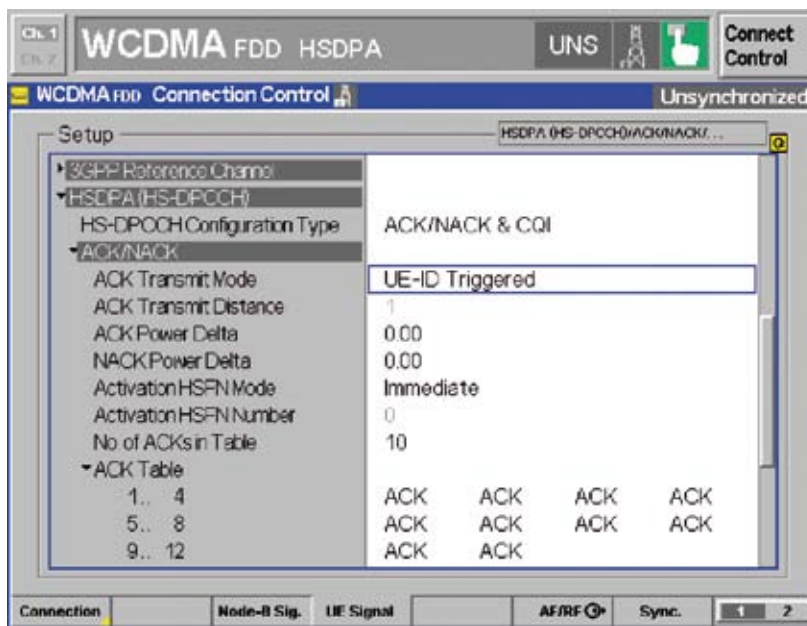 Ch. 1
Ch. 2
WCDMA FDD HSDPA
UNS
Connect Control
WCDMA FDD Connection Control
Unsynchronized
Setup
HSDPA (HS-DPCCH)/ACK/NACK/...
3GPP Reference Channel
HSDPA (HS-DPCCH)
HS-DPCCH Configuration Type ACK/NACK & CQI
ACK/NACK
ACK Transmit Mode UE-ID Triggered
ACK Transmit Distance 1
ACK Power Delta 0.00
NACK Power Delta 0.00
Activation HSFN Mode Immediate
Activation HSFN Number 0
No of ACKs in Table 10
ACK Table
1.. 4 ACK ACK ACK ACK
5.. 8 ACK ACK ACK ACK
9.. 12 ACK ACK
Connection Node-B Sig. UE Signal AF/RF Sync. 1 2